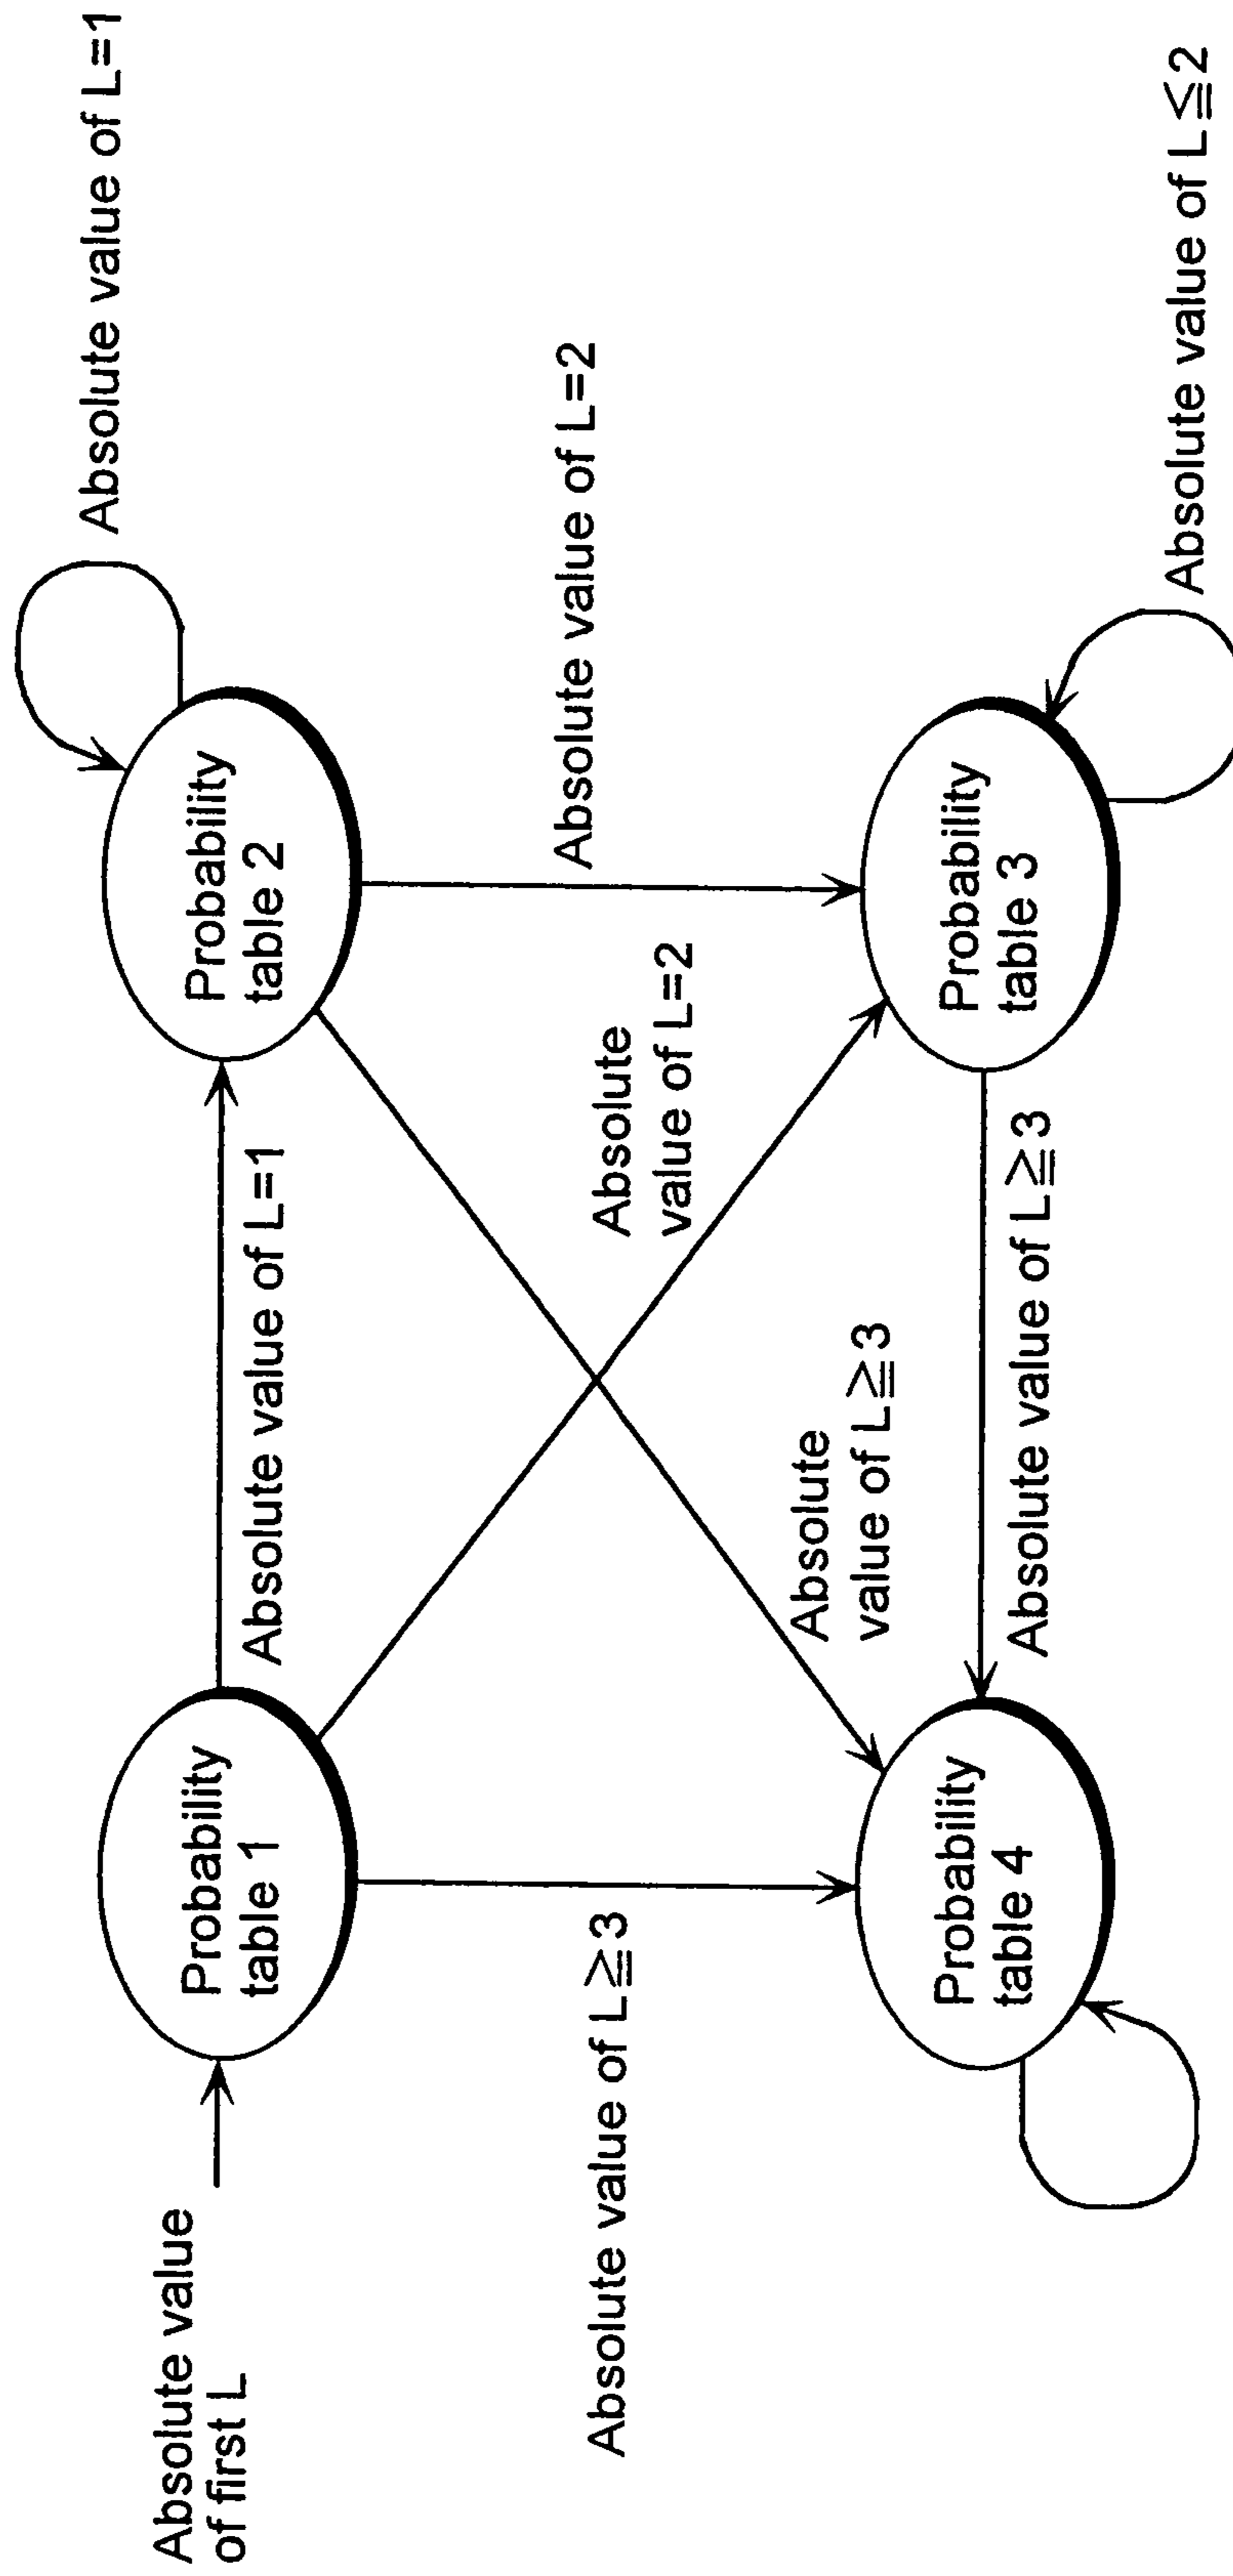 Absolute value
of first L
Probability
table 1
Absolute value of L=1
Probability
table 2
Absolute value of L=1
Absolute value of L≧3
Absolute
value of L=2
Absolute value of L=2
Absolute
value of L≧3
Probability
table 4
Absolute value of L≧3
Probability
table 3
Absolute value of L≦2